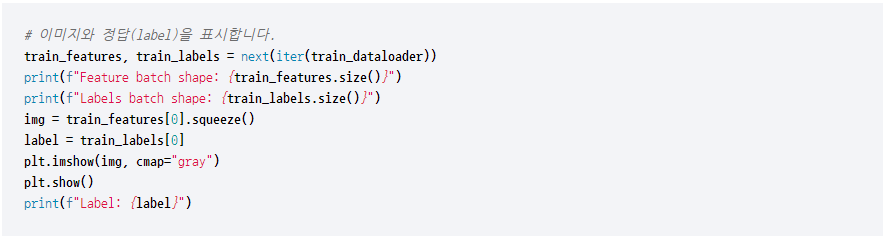 # 이미지와 정답(label)을 표시합니다.
train_features, train_labels = next(iter(train_dataloader))
print(f"Feature batch shape: {train_features.size()}")
print(f"Labels batch shape: {train_labels.size()}")
img = train_features[0].squeeze()
label = train_labels[0]
plt.imshow(img, cmap="gray")
plt.show()
print(f"Label: {label}")